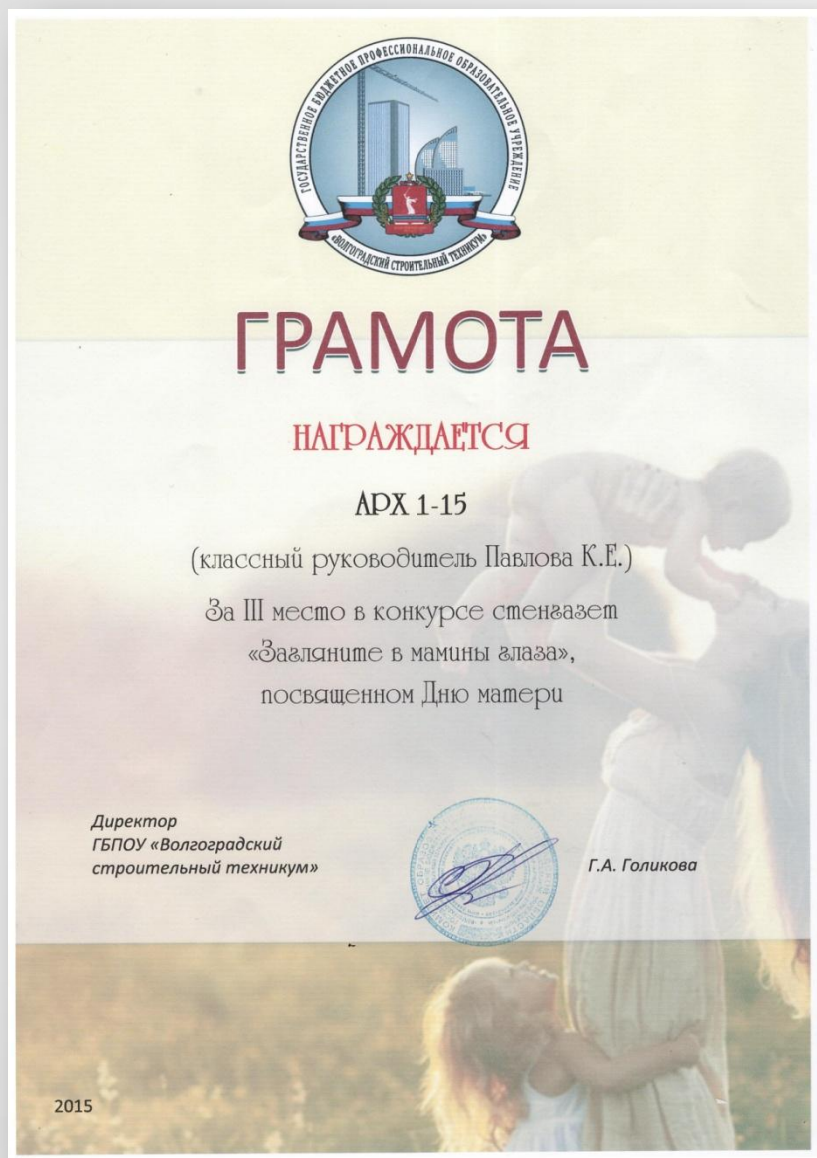 ГОСУДАРСТВЕННОЕ БЮДЖЕТНОЕ ПРОФЕССИОНАЛЬНОЕ ОБРАЗОВАТЕЛЬНОЕ УЧРЕЖДЕНИЕ
«ВОЛГОГРАДСКИЙ СТРОИТЕЛЬНЫЙ ТЕХНИКУМ»
ГРАМОТА
НАГРАЖДАЕТСЯ
АРХ 1-15
(классный руководитель Павлова К.Е.)
За III место в конкурсе стенгазет
«Загляните в мамины глаза»,
посвященном Дню матери
Директор
ГБПОУ «Волгоградский
строительный техникум»
Г.А. Голикова
2015